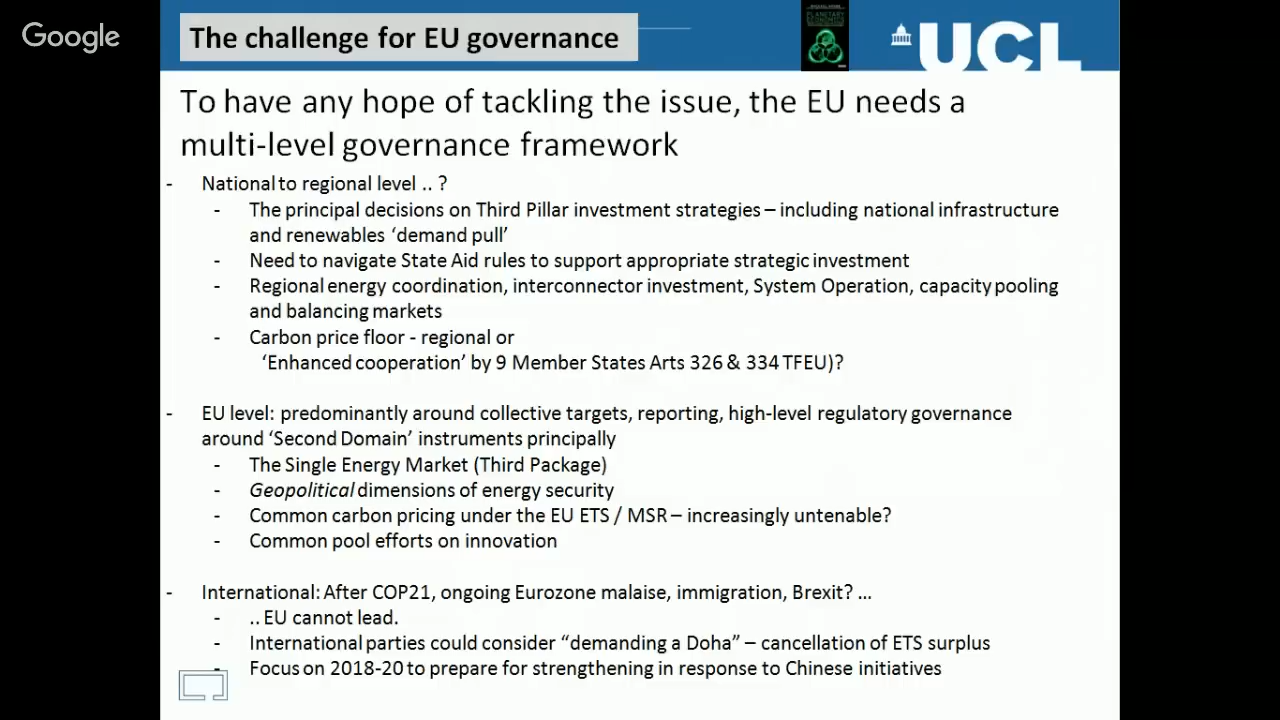 Google
The challenge for EU governance
PLANETARY
ECONOMICS
UCL
To have any hope of tackling the issue, the EU needs a
multi-level governance framework
- National to regional level .. ?
- The principal decisions on Third Pillar investment strategies – including national infrastructure
and renewables ‘demand pull’
- Need to navigate State Aid rules to support appropriate strategic investment
- Regional energy coordination, interconnector investment, System Operation, capacity pooling
and balancing markets
- Carbon price floor - regional or
‘Enhanced cooperation’ by 9 Member States Arts 326 & 334 TFEU)?
- EU level: predominantly around collective targets, reporting, high-level regulatory governance
around ‘Second Domain’ instruments principally
- The Single Energy Market (Third Package)
- Geopolitical dimensions of energy security
- Common carbon pricing under the EU ETS / MSR – increasingly untenable?
- Common pool efforts on innovation
- International: After COP21, ongoing Eurozone malaise, immigration, Brexit? ...
- .. EU cannot lead.
- International parties could consider “demanding a Doha” – cancellation of ETS surplus
- Focus on 2018-20 to prepare for strengthening in response to Chinese initiatives